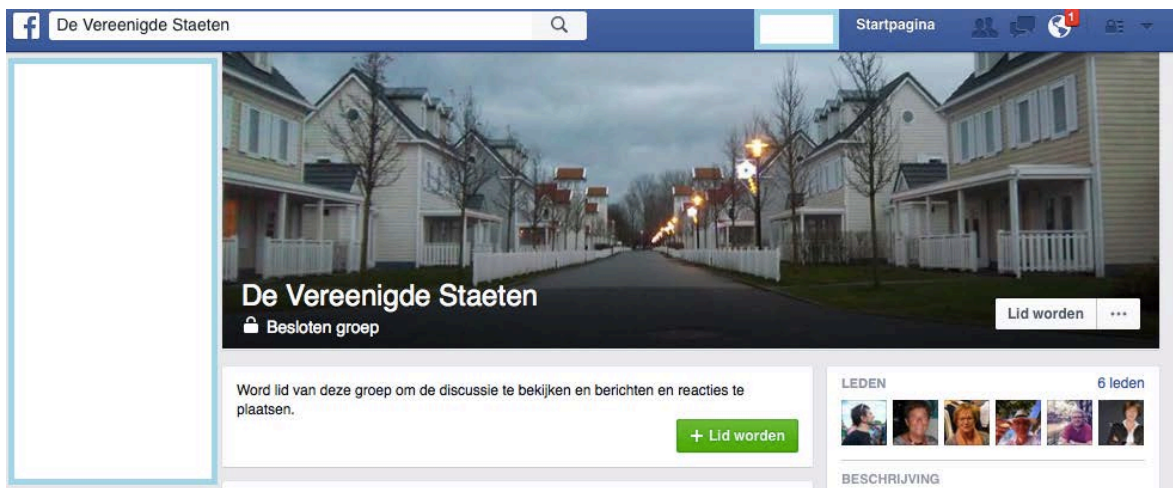 De Vereenigde Staeten
Startpagina
1
De Vereenigde Staeten
Besloten groep
Lid worden
Word lid van deze groep om de discussie te bekijken en berichten en reacties te
plaatsen.
+ Lid worden
LEDEN
6 leden
BESCHRIJVING